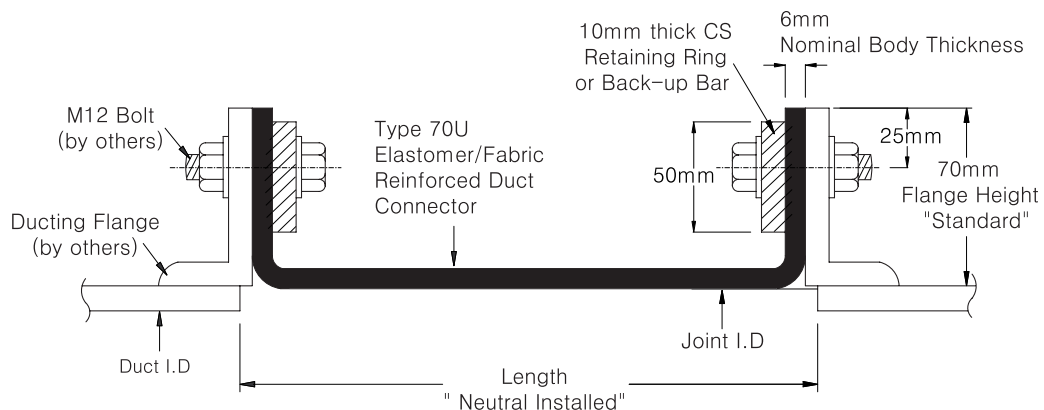 10mm thick CS
Retaining Ring
or Back-up Bar
6mm
Nominal Body Thickness
M12 Bolt
(by others)
Type 70U
Elastomer/Fabric
Reinforced Duct
Connector
50mm
25mm
70mm
Flange Height
"Standard"
Ducting Flange
(by others)
Duct I.D
Joint I.D
Length
" Neutral Installed"